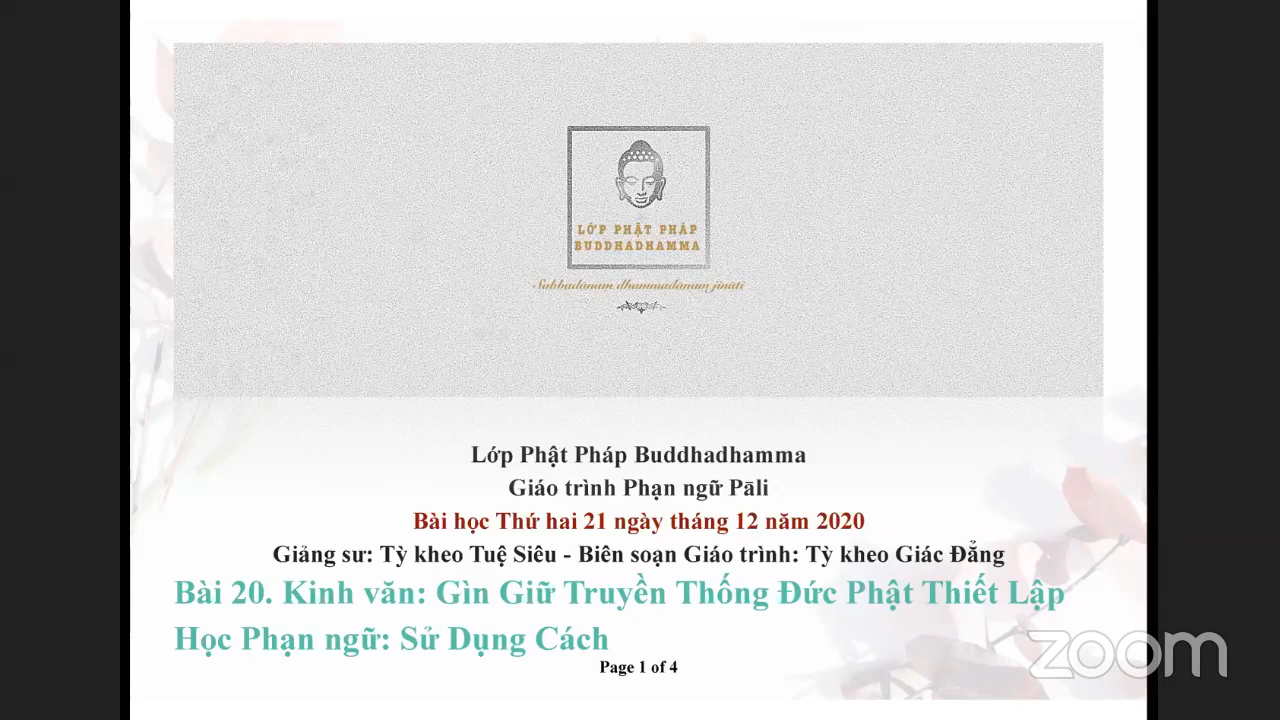 LỚP PHẬT PHÁP
BUDDHADHAMMA
Sabbadānaṃ dhammadānaṃ jināti
Lớp Phật Pháp Buddhadhamma
Giáo trình Phạn ngữ Pāli
Bài học Thứ hai 21 ngày tháng 12 năm 2020
Giảng sư: Tỳ kheo Tuệ Siêu - Biên soạn Giáo trình: Tỳ kheo Giác Đẳng
Bài 20. Kinh văn: Gìn Giữ Truyền Thống Đức Phật Thiết Lập
Học Phạn ngữ: Sử Dụng Cách
Page 1 of 4
zoom